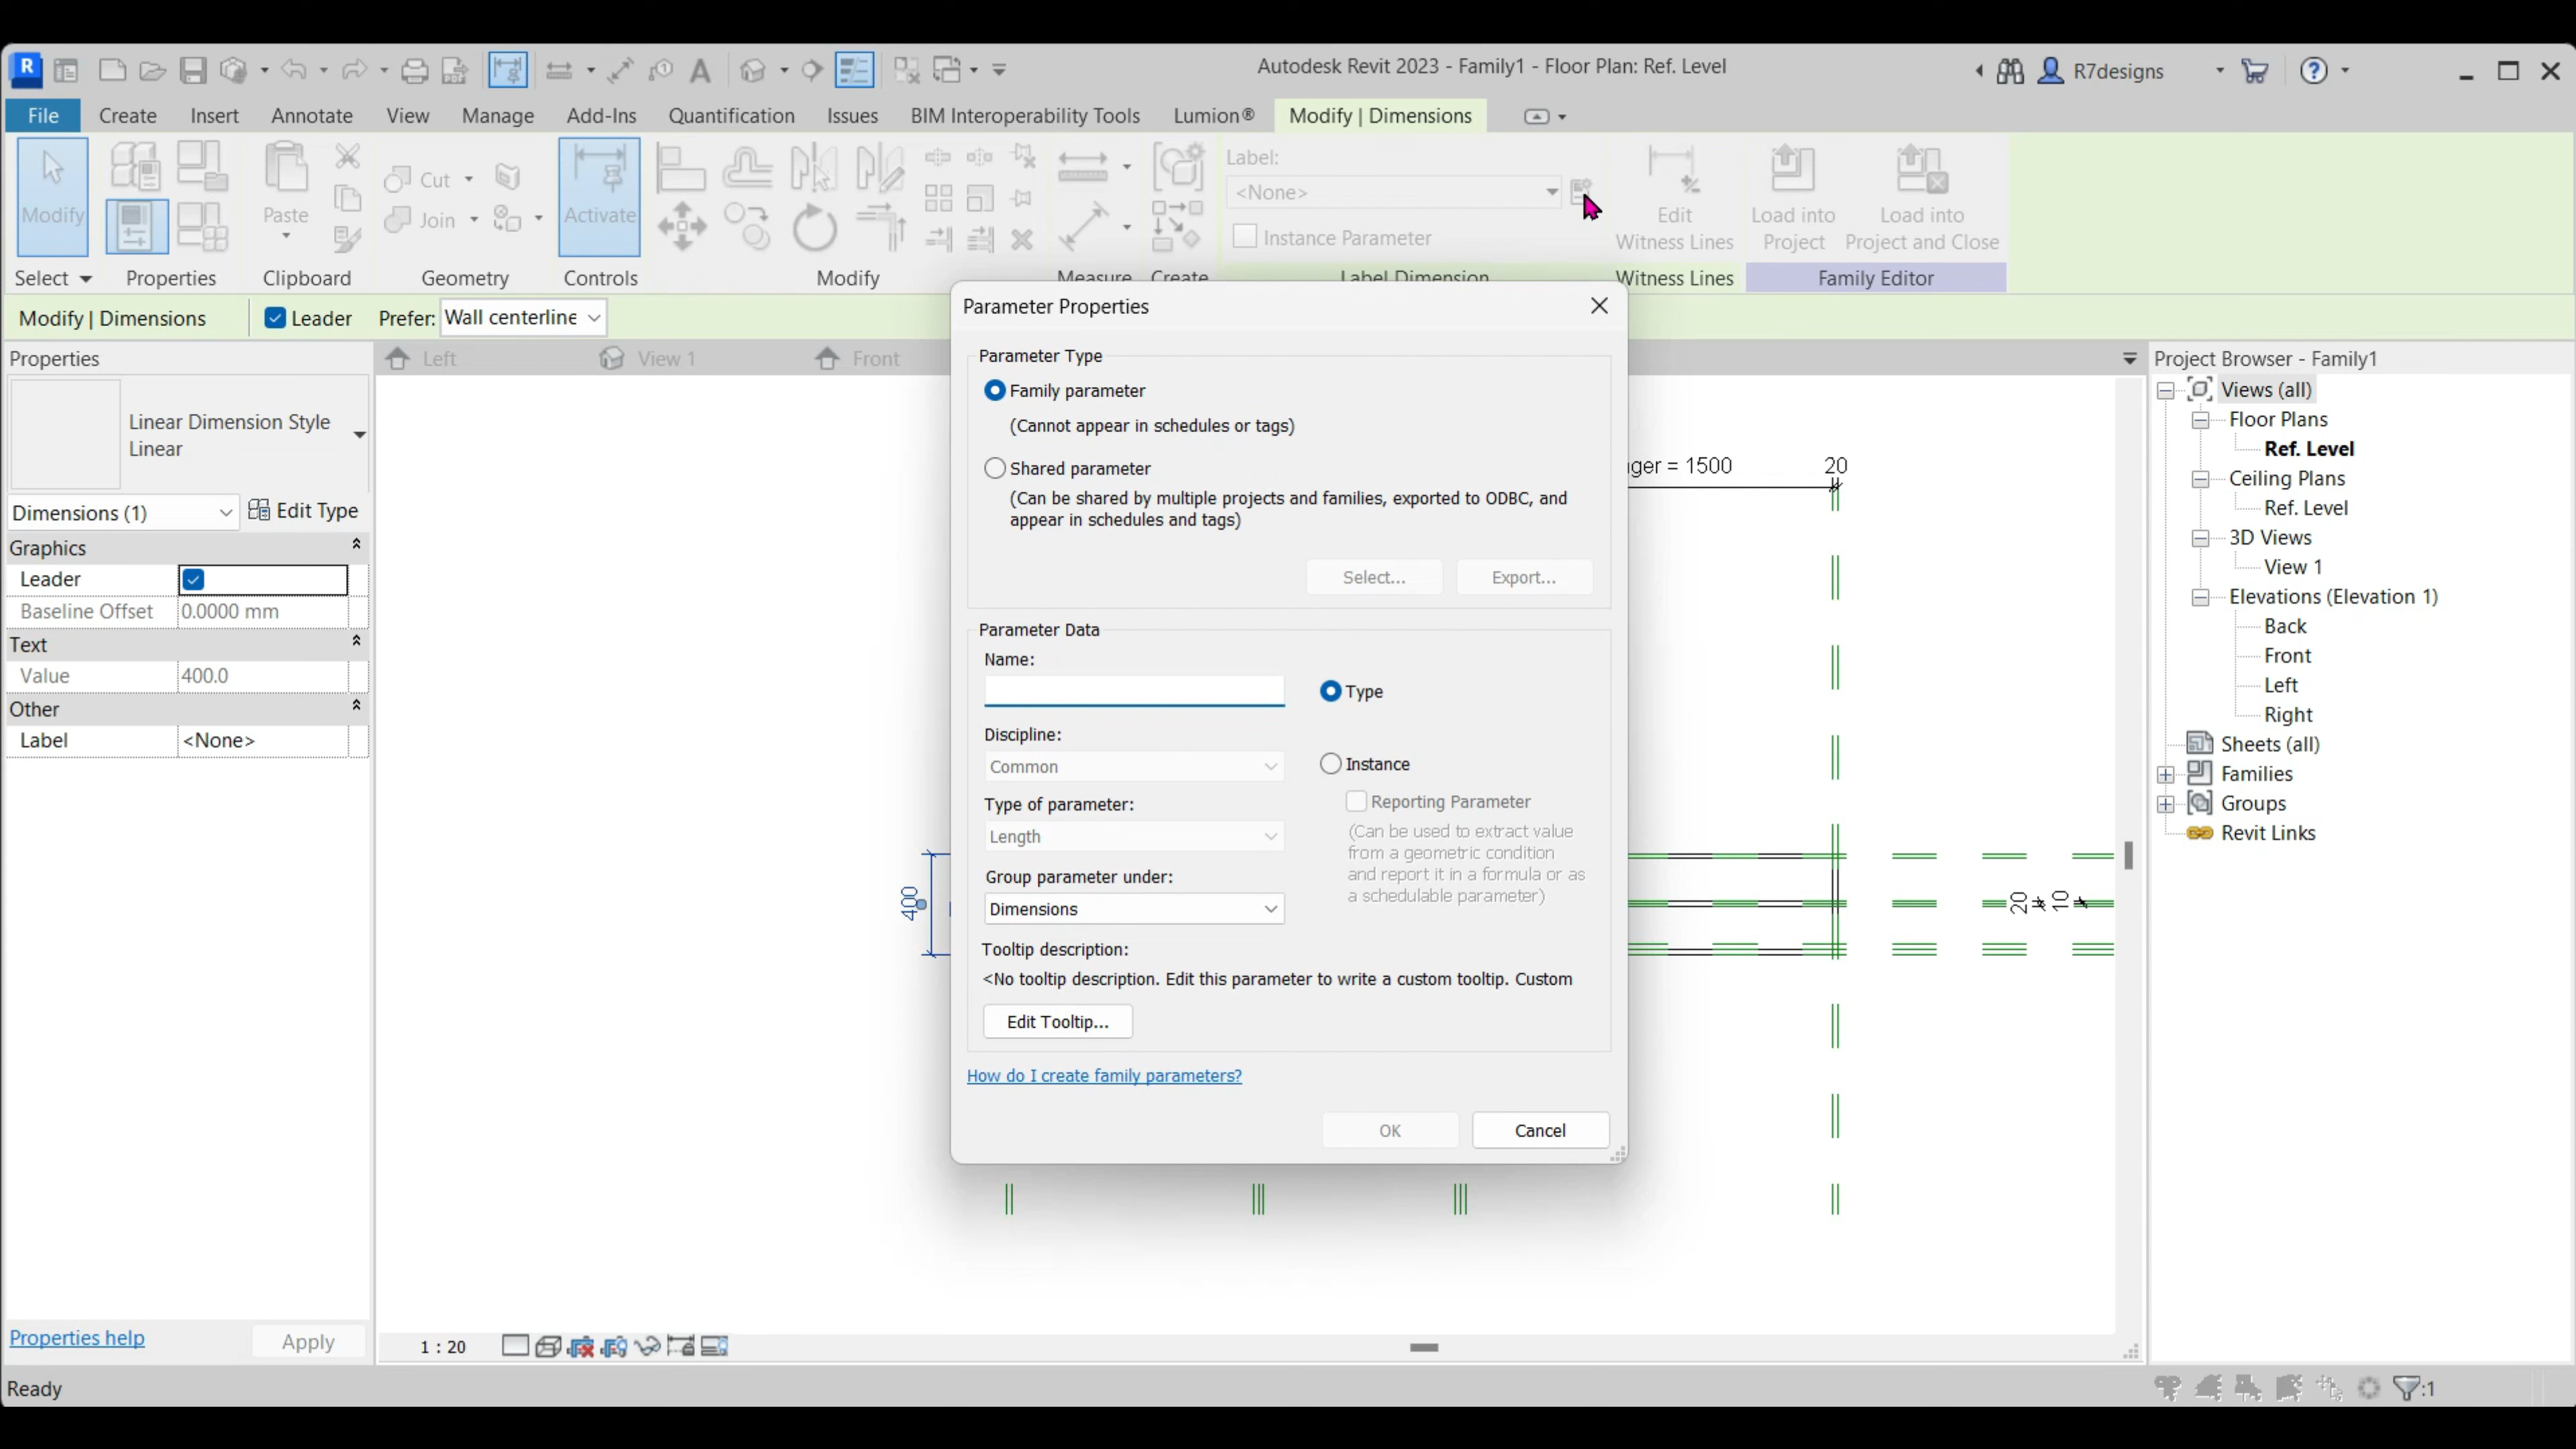 Autodesk Revit 2023 - Family1 - Floor Plan: Ref. Level
R7designs
File Create Insert Annotate View Manage Add-Ins Quantification Issues BIM Interoperability Tools Lumion® Modify | Dimensions
Modify
Paste
Cut
Join
Activate
Label:
<None>
Instance Parameter
Edit
Witness Lines
Load into
Project
Load into
Project and Close
Select Properties Clipboard Geometry Controls Modify Measure Create Label Dimension Witness Lines Family Editor
Modify | Dimensions
Leader
Prefer: Wall centerline
Properties
Linear Dimension Style
Linear
Dimensions (1)
Edit Type
Graphics
Leader
Baseline Offset 0.0000 mm
Text
Value 400.0
Other
Label <None>
Properties help
Apply
Left View 1 Front
Parameter Properties
Parameter Type
Family parameter
(Cannot appear in schedules or tags)
Shared parameter
(Can be shared by multiple projects and families, exported to ODBC, and
appear in schedules and tags)
Select... Export...
Parameter Data
Name:
Type
Discipline:
Common
Instance
Type of parameter:
Length
Reporting Parameter
(Can be used to extract value
from a geometric condition
and report it in a formula or as
a schedulable parameter)
Group parameter under:
Dimensions
Tooltip description:
<No tooltip description. Edit this parameter to write a custom tooltip. Custom
Edit Tooltip...
How do I create family parameters?
OK Cancel
ger = 1500 20
400
20
10
Project Browser - Family1
Views (all)
Floor Plans
Ref. Level
Ceiling Plans
Ref. Level
3D Views
View 1
Elevations (Elevation 1)
Back
Front
Left
Right
Sheets (all)
Families
Groups
Revit Links
1 : 20
Ready
:1